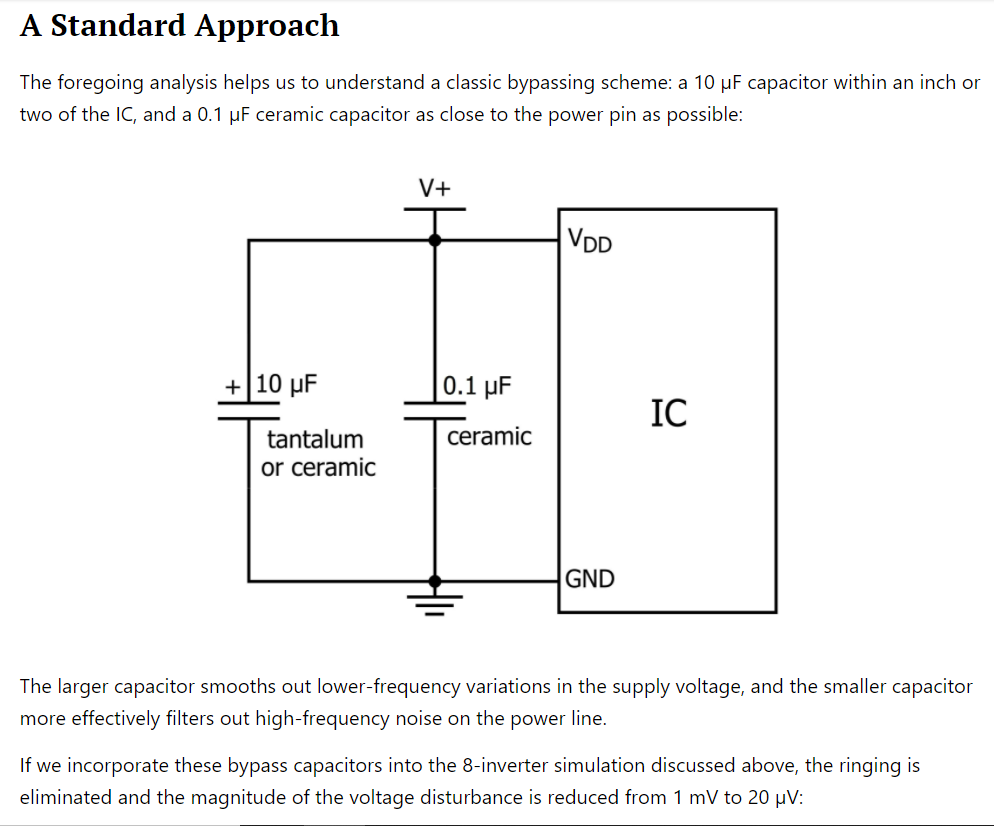 A Standard Approach
The foregoing analysis helps us to understand a classic bypassing scheme: a 10 µF capacitor within an inch or
two of the IC, and a 0.1 µF ceramic capacitor as close to the power pin as possible:
V+
VDD
+ 10 µF
0.1 µF
IC
tantalum
or ceramic
ceramic
GND
The larger capacitor smooths out lower-frequency variations in the supply voltage, and the smaller capacitor
more effectively filters out high-frequency noise on the power line.
If we incorporate these bypass capacitors into the 8-inverter simulation discussed above, the ringing is
eliminated and the magnitude of the voltage disturbance is reduced from 1 mV to 20 µV: